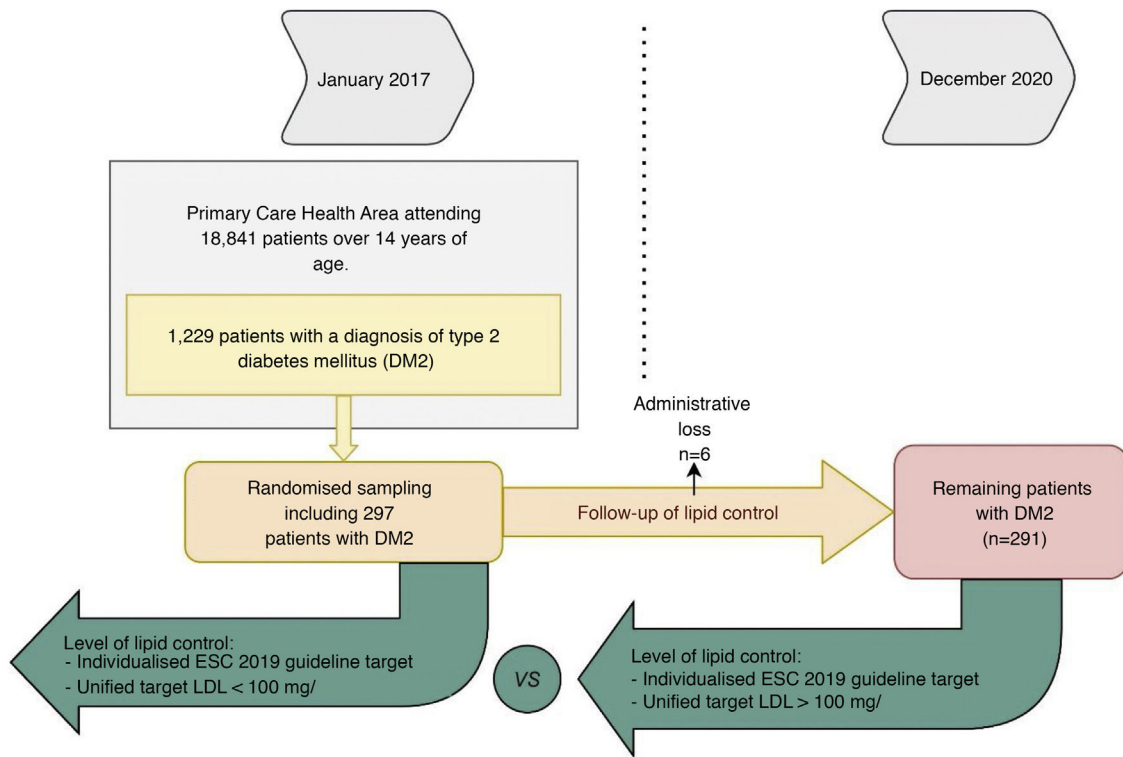 January 2017
December 2020
Primary Care Health Area attending
18,841 patients over 14 years of
age.
1,229 patients with a diagnosis of type 2
diabetes mellitus (DM2)
Administrative
loss
n=6
Randomised sampling
including 297
patients with DM2
Follow-up of lipid control
Remaining patients
with DM2
(n=291)
Level of lipid control:
- Individualised ESC 2019 guideline target
- Unified target LDL < 100 mg/
VS
Level of lipid control:
- Individualised ESC 2019 guideline target
- Unified target LDL > 100 mg/